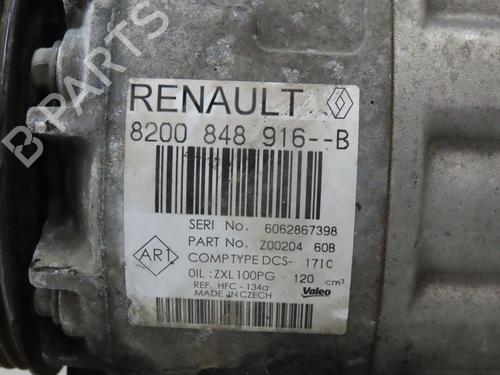 B-PARTS
RENAULT
8200 848 916--B
SERI No. 6062867398
PART No. Z00204 60B
ART
COMP TYPE DCS- 171C
OIL :ZXL100PG 120 cm³
REF. HFC - 134a
MADE IN CZECH
Valeo